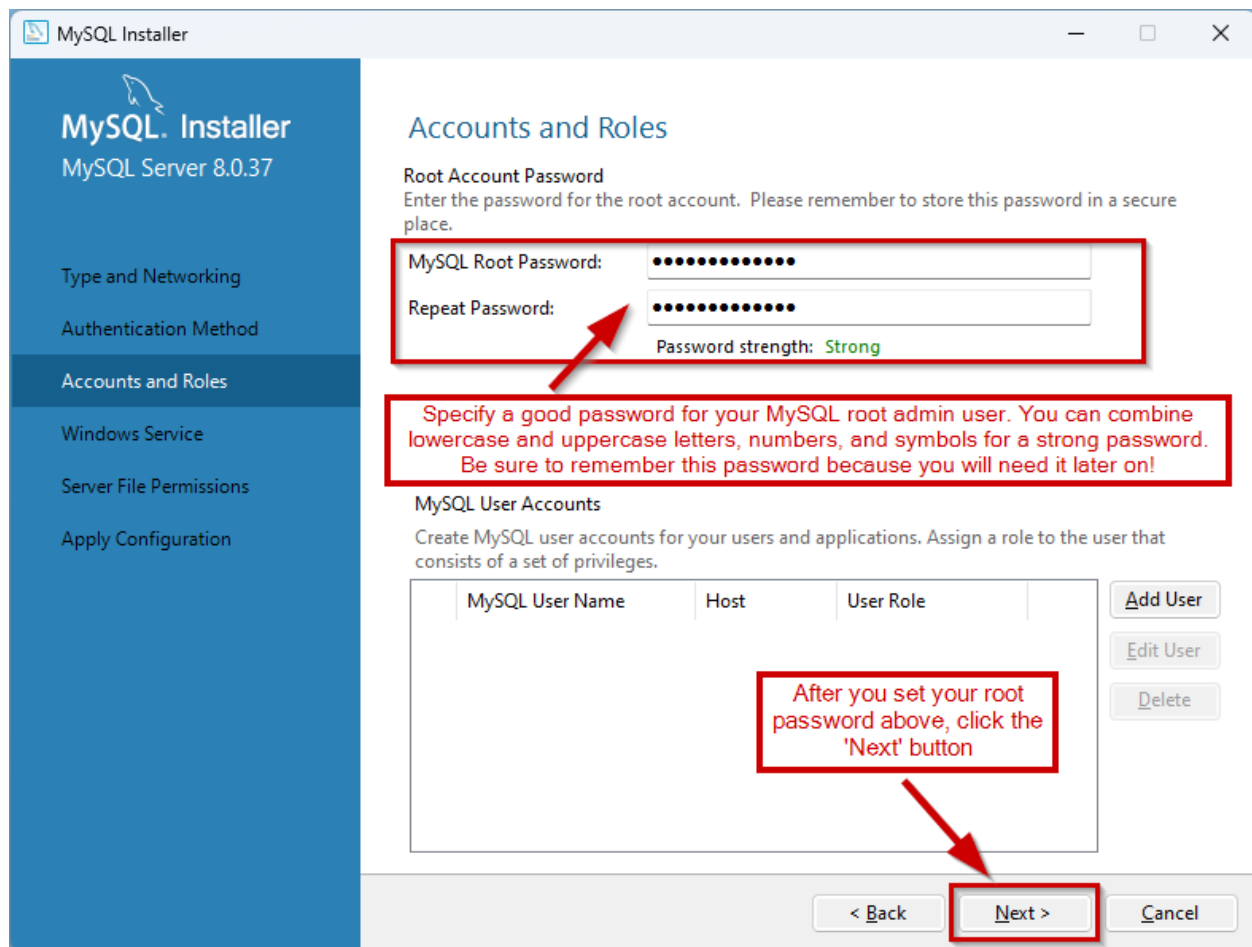 MySQL Installer
MySQL. Installer
MySQL Server 8.0.37
Type and Networking
Authentication Method
Accounts and Roles
Windows Service
Server File Permissions
Apply Configuration
Accounts and Roles
Root Account Password
Enter the password for the root account. Please remember to store this password in a secure
place.
MySQL Root Password: •••••••••••••
Repeat Password: •••••••••••••
Password strength: Strong
Specify a good password for your MySQL root admin user. You can combine
lowercase and uppercase letters, numbers, and symbols for a strong password.
Be sure to remember this password because you will need it later on!
MySQL User Accounts
Create MySQL user accounts for your users and applications. Assign a role to the user that
consists of a set of privileges.
MySQL User Name Host User Role
Add User
Edit User
Delete
After you set your root
password above, click the
'Next' button
< Back Next > Cancel